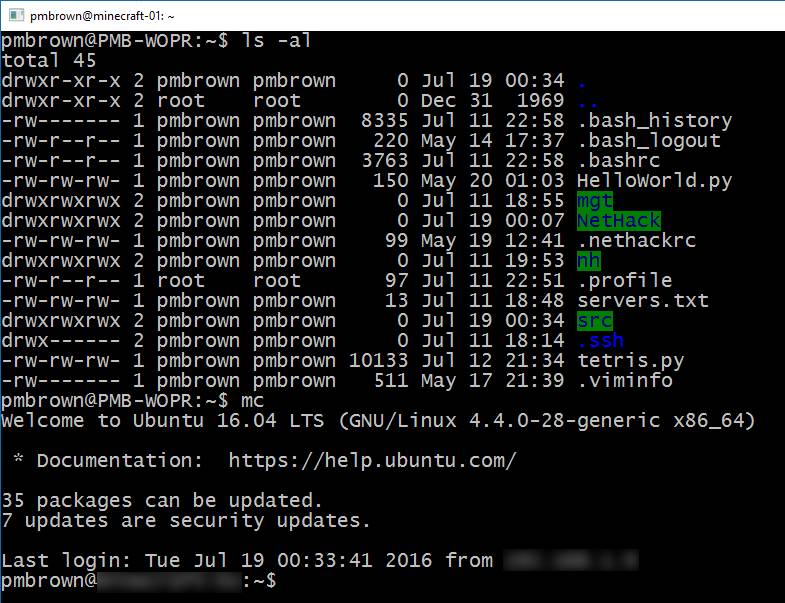 pmbrown@minecraft-01: ~
pmbrown@PMB-WOPR:~$ ls -al
total 45
drwxr-xr-x 2 pmbrown pmbrown     0 Jul 19 00:34 .
drwxr-xr-x 2 root    root        0 Dec 31  1969 ..
-rw------- 1 pmbrown pmbrown  8335 Jul 11 22:58 .bash_history
-rw-r--r-- 1 pmbrown pmbrown   220 May 14 17:37 .bash_logout
-rw-r--r-- 1 pmbrown pmbrown  3763 Jul 11 22:58 .bashrc
-rw-rw-rw- 1 pmbrown pmbrown   150 May 20 01:03 HelloWorld.py
drwxrwxrwx 2 pmbrown pmbrown     0 Jul 11 18:55 mgt
drwxrwxrwx 2 pmbrown pmbrown     0 Jul 19 00:07 NetHack
-rw-rw-rw- 1 pmbrown pmbrown    99 May 19 12:41 .nethackrc
drwxrwxrwx 2 pmbrown pmbrown     0 Jul 11 19:53 nh
-rw-r--r-- 1 root    root       97 Jul 11 22:51 .profile
-rw-rw-rw- 1 pmbrown pmbrown    13 Jul 11 18:48 servers.txt
drwxrwxrwx 2 pmbrown pmbrown     0 Jul 19 00:34 src
drwx------ 2 pmbrown pmbrown     0 Jul 11 18:14 .ssh
-rw-rw-rw- 1 pmbrown pmbrown 10133 Jul 12 21:34 tetris.py
-rw------- 1 pmbrown pmbrown   511 May 17 21:39 .viminfo
pmbrown@PMB-WOPR:~$ mc
Welcome to Ubuntu 16.04 LTS (GNU/Linux 4.4.0-28-generic x86_64)
 * Documentation:  https://help.ubuntu.com/
35 packages can be updated.
7 updates are security updates.
Last login: Tue Jul 19 00:33:41 2016 from
pmbrown@ :~$